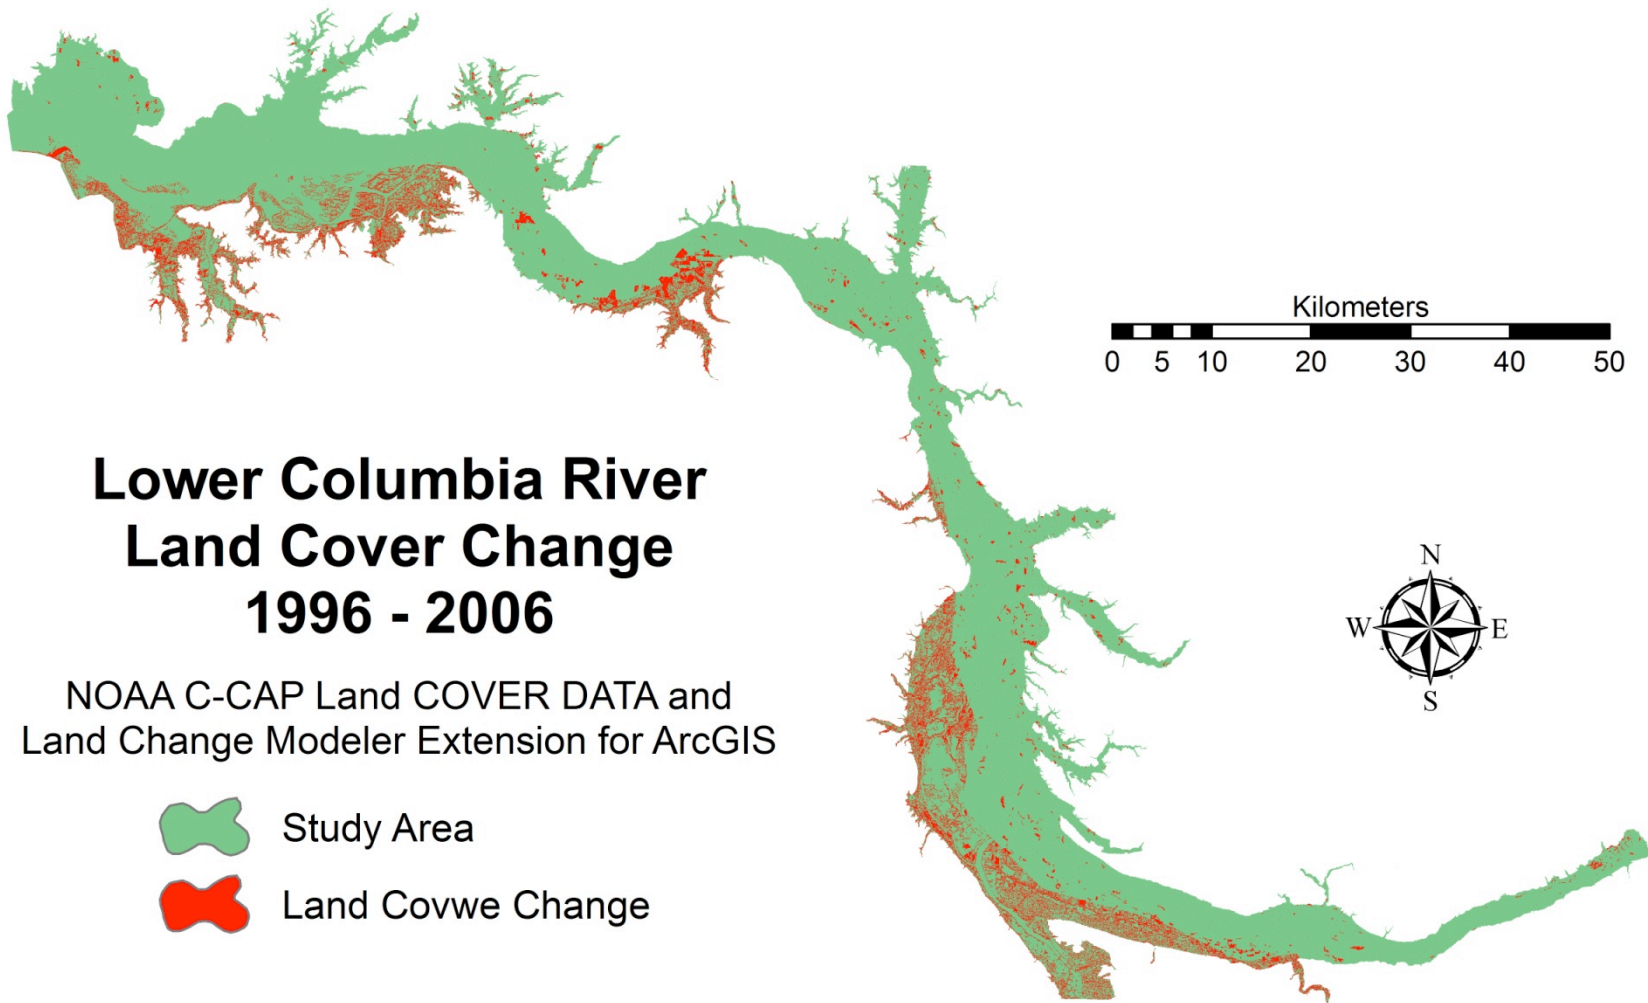 Kilometers
0 5 10 20 30 40 50
Lower Columbia River
Land Cover Change
1996 - 2006
N
W E
S
NOAA C-CAP Land COVER DATA and
Land Change Modeler Extension for ArcGIS
Study Area
Land Covwe Change